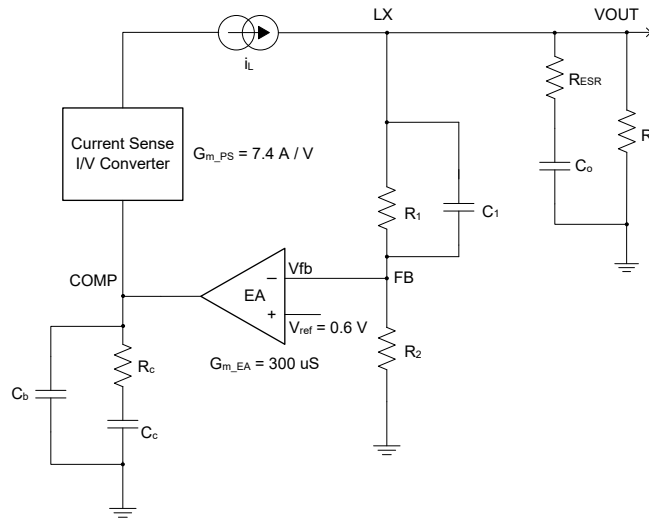 LX
VOUT
iL
RESR
R
Current Sense
I/V Converter
Gm_PS = 7.4 A / V
Co
R1
C1
COMP
Vfb
FB
EA
Vref = 0.6 V
Rc
R2
Gm_EA = 300 uS
Cb
Cc